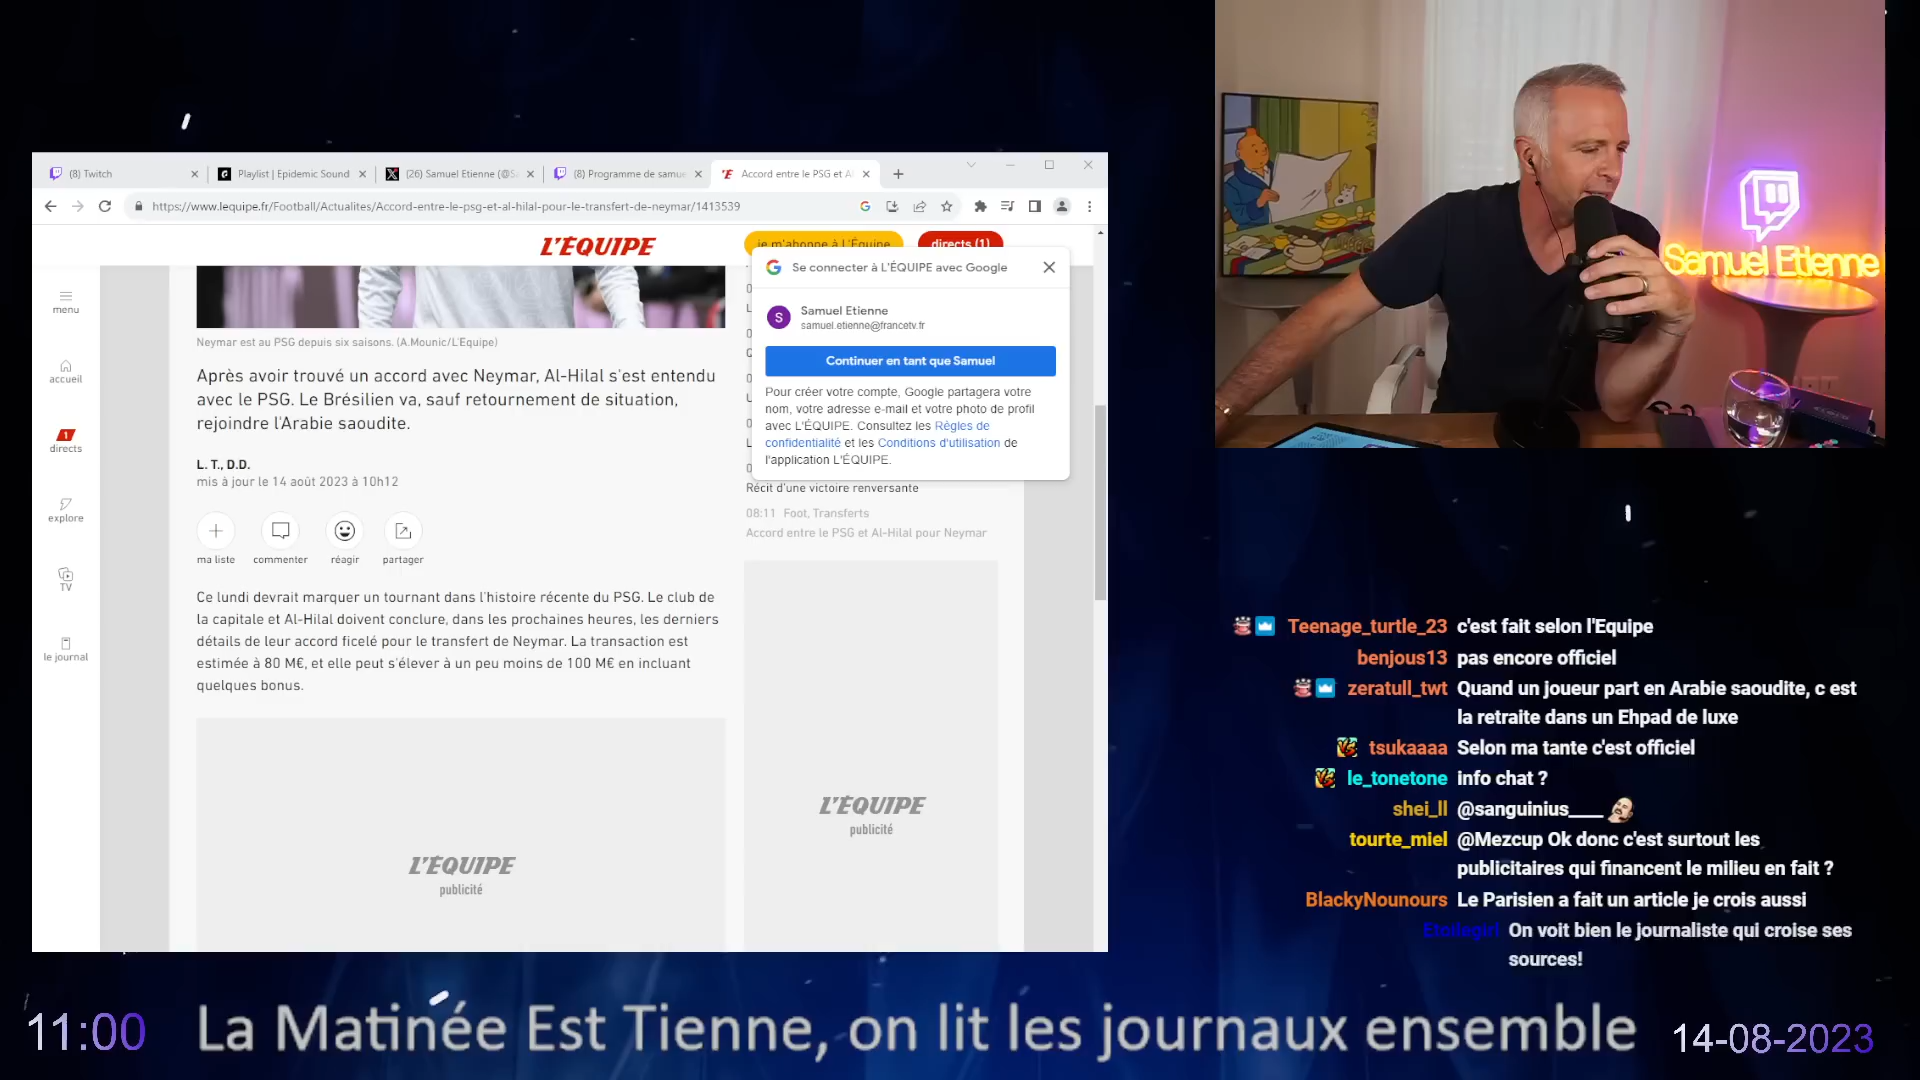 (8) Twitch
Playlist | Epidemic Sound
(26) Samuel Etienne (@S
(8) Programme de samue
Accord entre le PSG et A
https://www.lequipe.fr/Football/Actualites/Accord-entre-le-psg-et-al-hilal-pour-le-transfert-de-neymar/1413539
L'ÉQUIPE
je m'abonne à L'Équipe
directs (1)
menu
accueil
1
directs
explore
TV
le journal
Neymar est au PSG depuis six saisons. (A.Mounic/L'Equipe)
Après avoir trouvé un accord avec Neymar, Al-Hilal s'est entendu
avec le PSG. Le Brésilien va, sauf retournement de situation,
rejoindre l'Arabie saoudite.
L. T., D.D.
mis à jour le 14 août 2023 à 10h12
ma liste
commenter
réagir
partager
Ce lundi devrait marquer un tournant dans l'histoire récente du PSG. Le club de
la capitale et Al-Hilal doivent conclure, dans les prochaines heures, les derniers
détails de leur accord ficelé pour le transfert de Neymar. La transaction est
estimée à 80 M€, et elle peut s'élever à un peu moins de 100 M€ en incluant
quelques bonus.
L'ÉQUIPE
publicité
Se connecter à L'ÉQUIPE avec Google
S
Samuel Etienne
samuel.etienne@francetv.fr
Continuer en tant que Samuel
Pour créer votre compte, Google partagera votre
nom, votre adresse e-mail et votre photo de profil
avec L'ÉQUIPE. Consultez les Règles de
confidentialité et les Conditions d'utilisation de
l'application L'ÉQUIPE.
Récit d'une victoire renversante
08:11 Foot, Transferts
Accord entre le PSG et Al-Hilal pour Neymar
L'ÉQUIPE
publicité
Samuel Etienne
Teenage_turtle_23 c'est fait selon l'Equipe
benjous13 pas encore officiel
zeratull_twt Quand un joueur part en Arabie saoudite, c est
la retraite dans un Ehpad de luxe
tsukaaaa Selon ma tante c'est officiel
le_tonetone info chat ?
shei_ll @sanguinius____
tourte_miel @Mezcup Ok donc c'est surtout les
publicitaires qui financent le milieu en fait ?
BlackyNounours Le Parisien a fait un article je crois aussi
Etoilegirl On voit bien le journaliste qui croise ses
sources!
11:00
La Matinée Est Tienne, on lit les journaux ensemble
14-08-2023